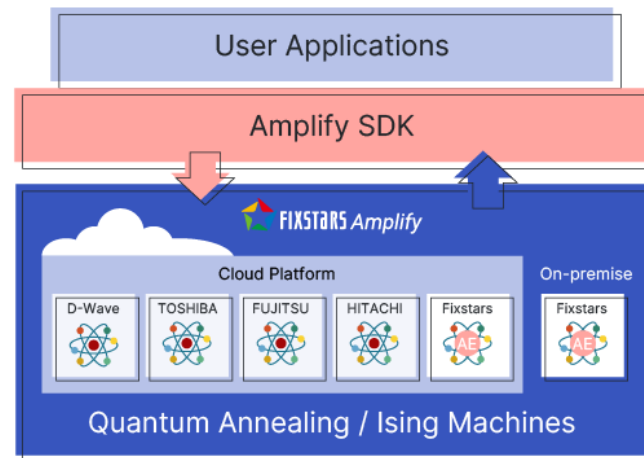 User Applications
Amplify SDK
FIXSTARS Amplify
Cloud Platform
On-premise
D-Wave
TOSHIBA
FUJITSU
HITACHI
Fixstars
Fixstars
AE
AE
Quantum Annealing / Ising Machines